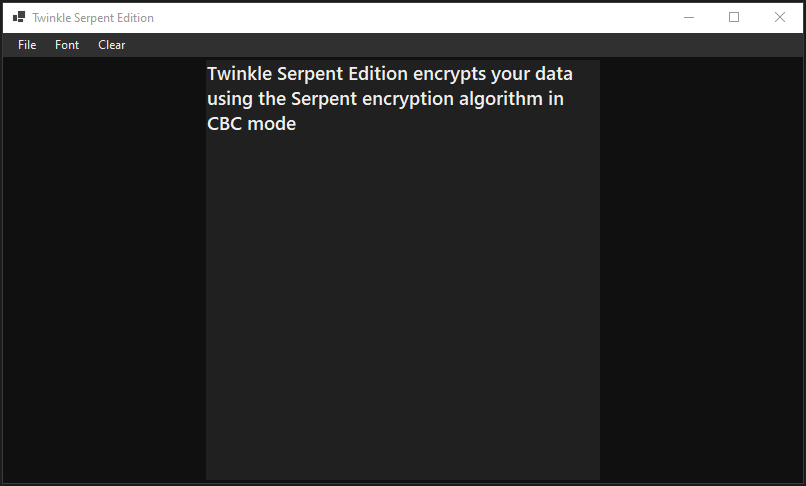 Twinkle Serpent Edition
File Font Clear
Twinkle Serpent Edition encrypts your data
using the Serpent encryption algorithm in
CBC mode